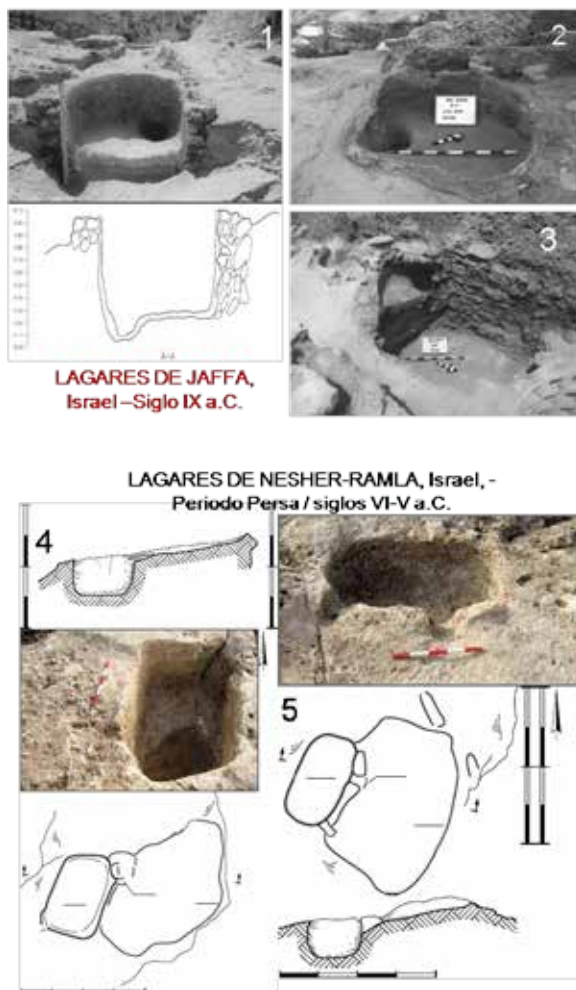 1
2
3
A-A
LAGARES DE JAFFA,
Israel –Siglo IX a.C.
LAGARES DE NESHER-RAMLA, Israel, -
Periodo Persa / siglos VI-V a.C.
4
5